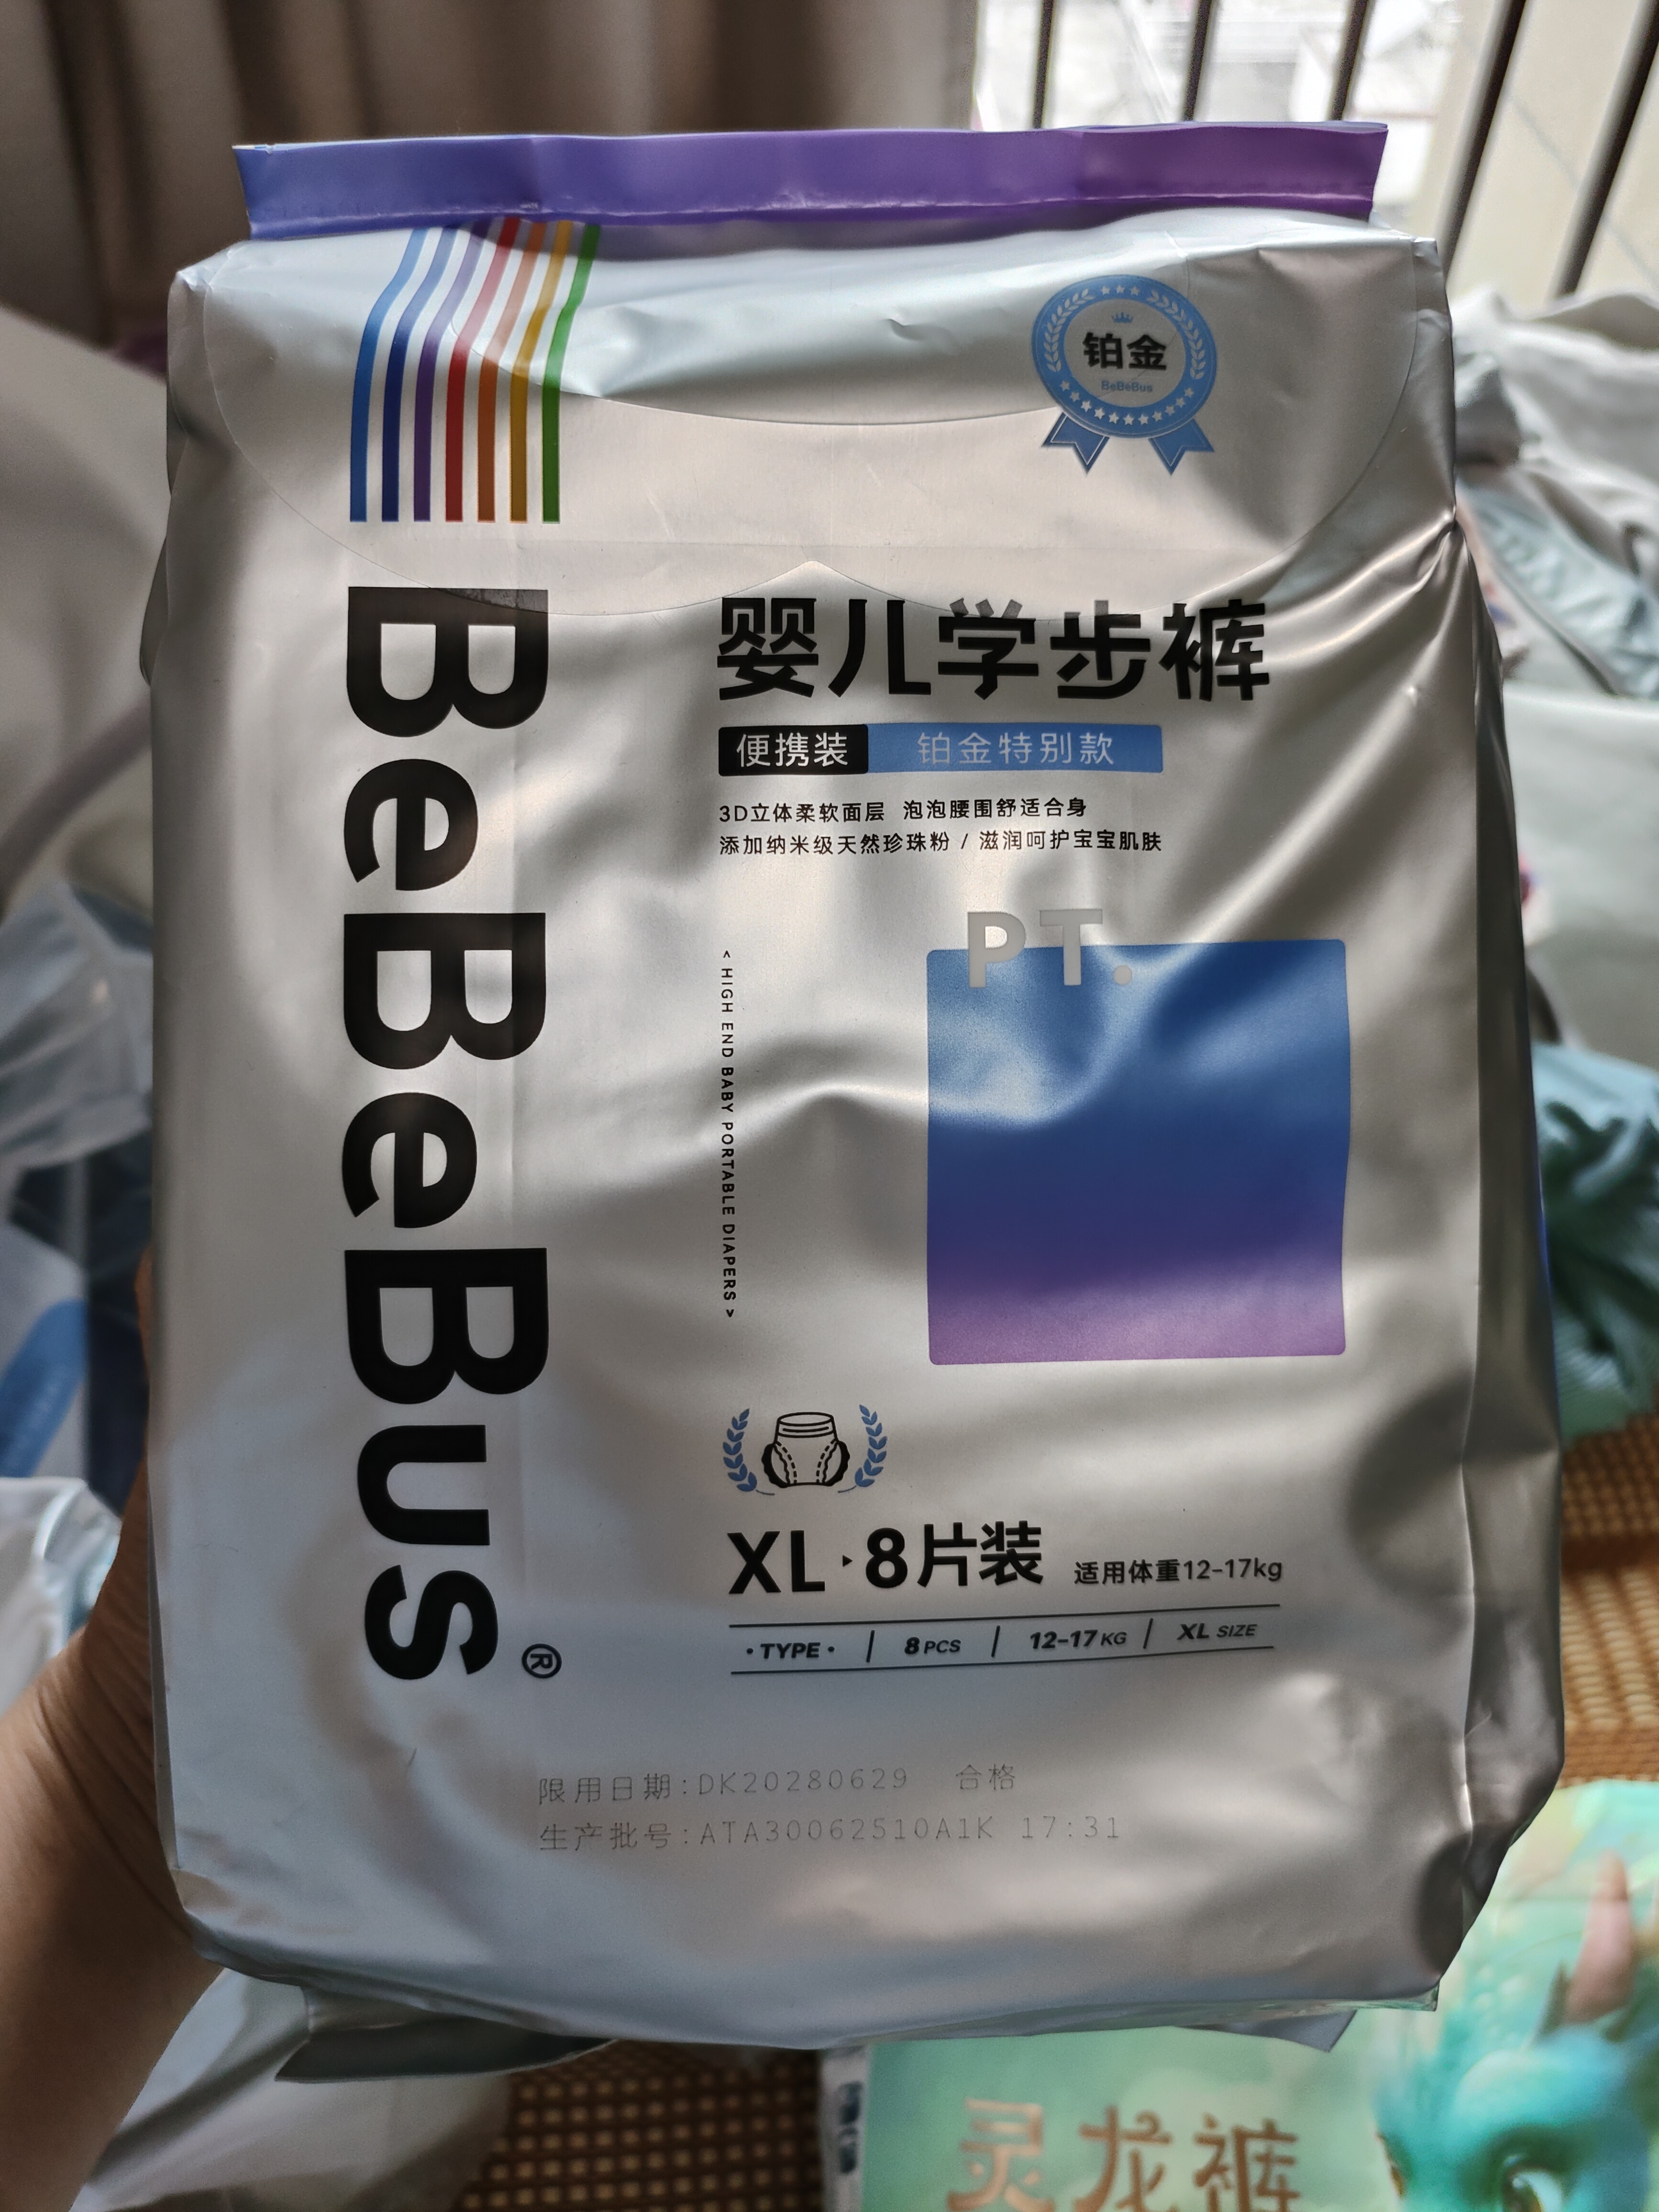 铂金
BeBeBus
BeBeBus®
婴儿学步裤
便携装 铂金特别款
3D立体柔软面层 泡泡腰围舒适合身
添加纳米级天然珍珠粉 / 滋润呵护宝宝肌肤
PT.
< HIGH END BABY PORTABLE DIAPERS >
XL 8片装 适用体重12-17kg
·TYPE· | 8 PCS | 12-17 KG | XL SIZE
限用日期:DK20280629 合格
生产批号:ATA30062510A1K 17:31
灵龙裤